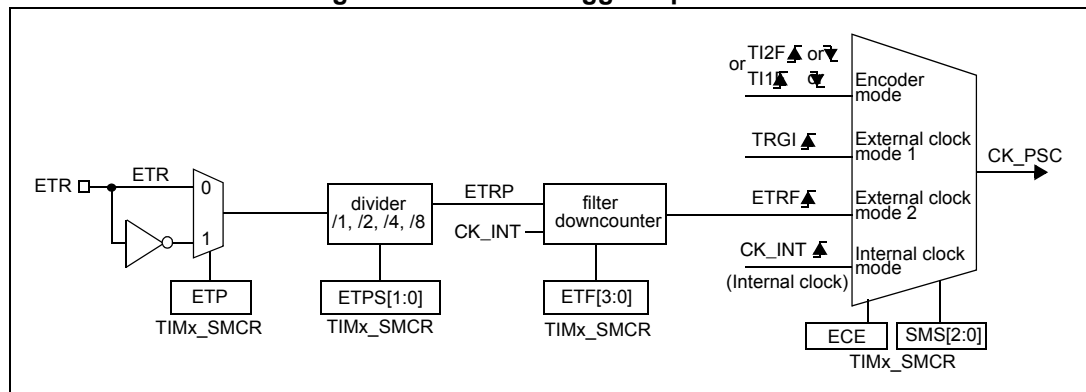 TI2F or
or TI1F or
Encoder
mode
TRGI
External clock
mode 1
CK_PSC
ETR
ETR
0
1
divider
/1, /2, /4, /8
ETRP
CK_INT
filter
downcounter
ETRF
External clock
mode 2
CK_INT
(Internal clock)
Internal clock
mode
ETP
TIMx_SMCR
ETPS[1:0]
TIMx_SMCR
ETF[3:0]
TIMx_SMCR
ECE
SMS[2:0]
TIMx_SMCR